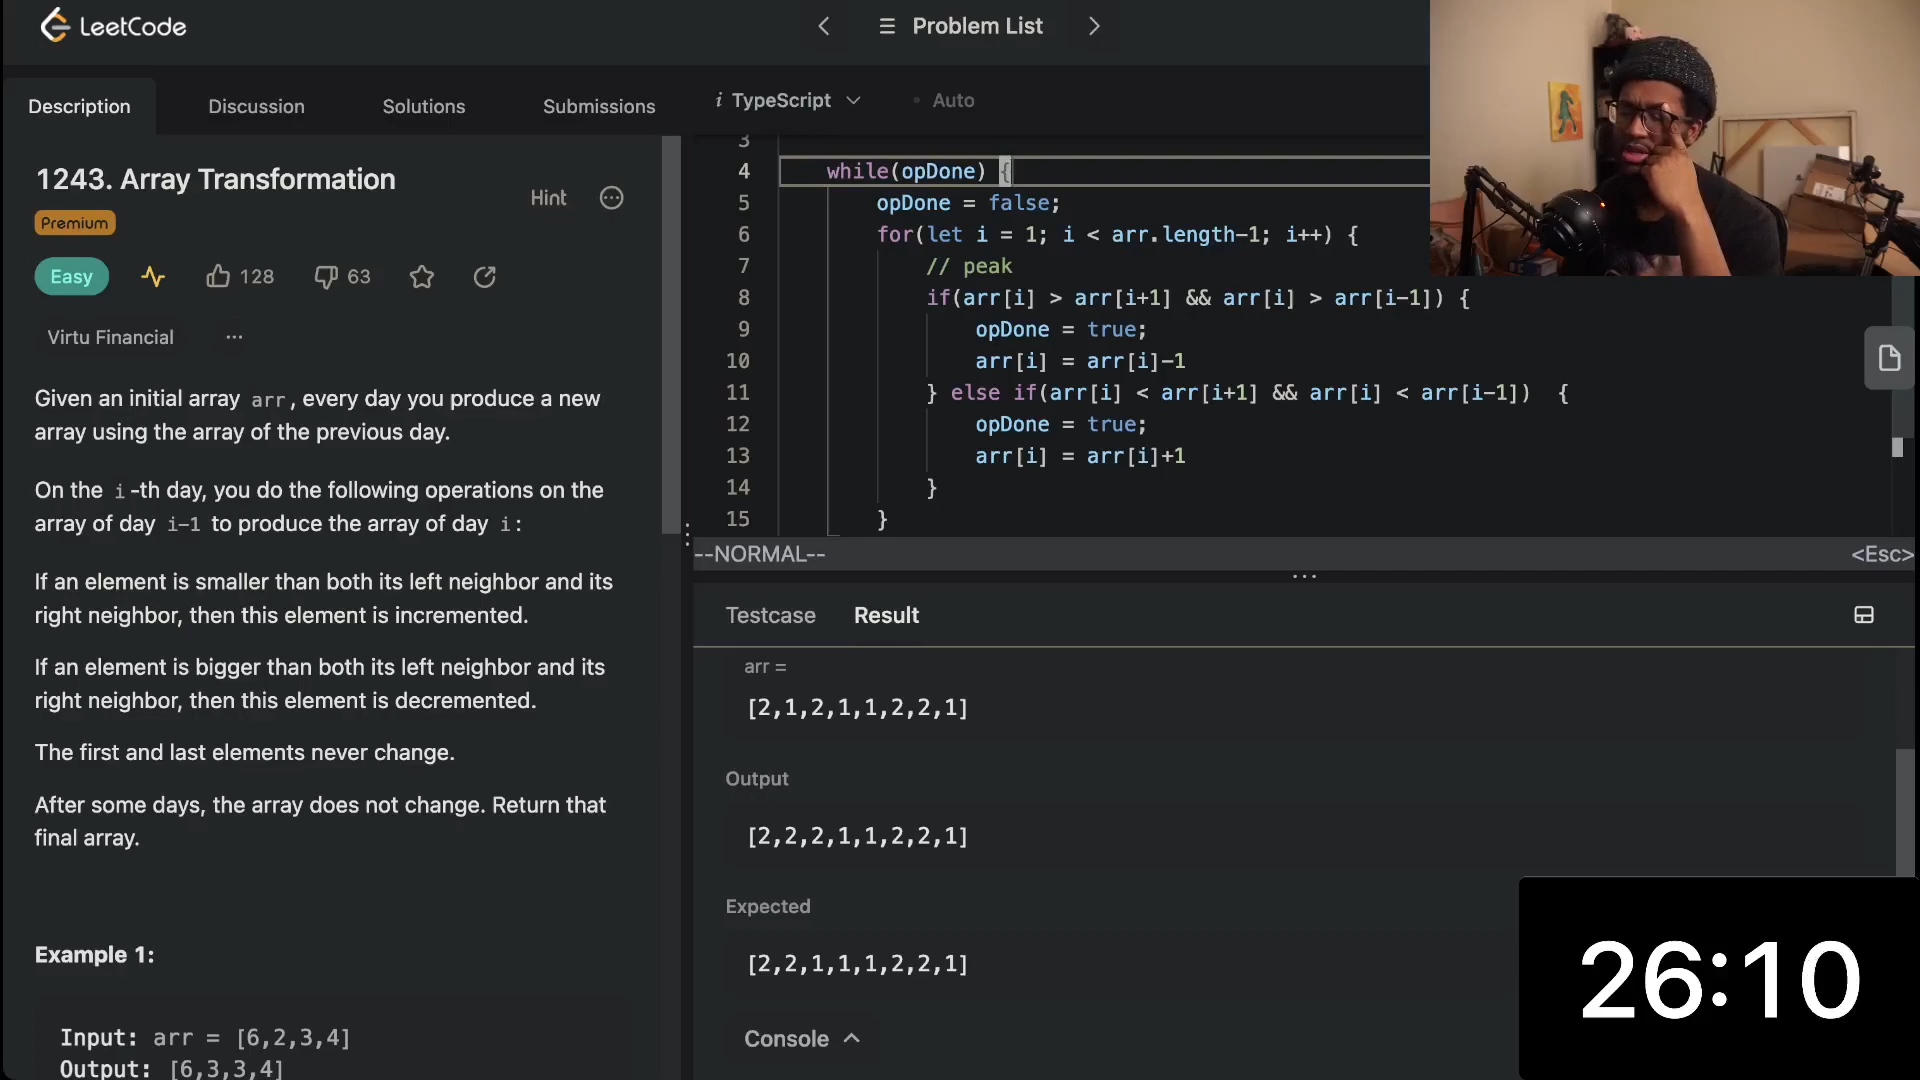 LeetCode
Problem List
Description
Discussion
Solutions
Submissions
i TypeScript
Auto
1243. Array Transformation
Hint
Premium
Easy
128
63
Virtu Financial
...
Given an initial array arr, every day you produce a new
array using the array of the previous day.
On the i-th day, you do the following operations on the
array of day i-1 to produce the array of day i:
If an element is smaller than both its left neighbor and its
right neighbor, then this element is incremented.
If an element is bigger than both its left neighbor and its
right neighbor, then this element is decremented.
The first and last elements never change.
After some days, the array does not change. Return that
final array.
Example 1:
Input: arr = [6,2,3,4]
Output: [6,3,3,4]
3
4 while(opDone) {
5 opDone = false;
6 for(let i = 1; i < arr.length-1; i++) {
7 // peak
8 if(arr[i] > arr[i+1] && arr[i] > arr[i-1]) {
9 opDone = true;
10 arr[i] = arr[i]-1
11 } else if(arr[i] < arr[i+1] && arr[i] < arr[i-1]) {
12 opDone = true;
13 arr[i] = arr[i]+1
14 }
15 }
--NORMAL--
<Esc>
Testcase
Result
arr =
[2,1,2,1,1,2,2,1]
Output
[2,2,2,1,1,2,2,1]
Expected
[2,2,1,1,1,2,2,1]
Console
26:10